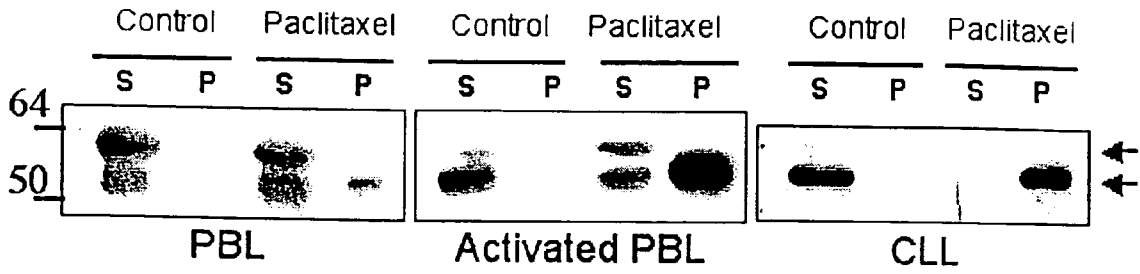 Control Paclitaxel Control Paclitaxel Control Paclitaxel
S P S P S P S P S P S P
64
50
PBL Activated PBL CLL